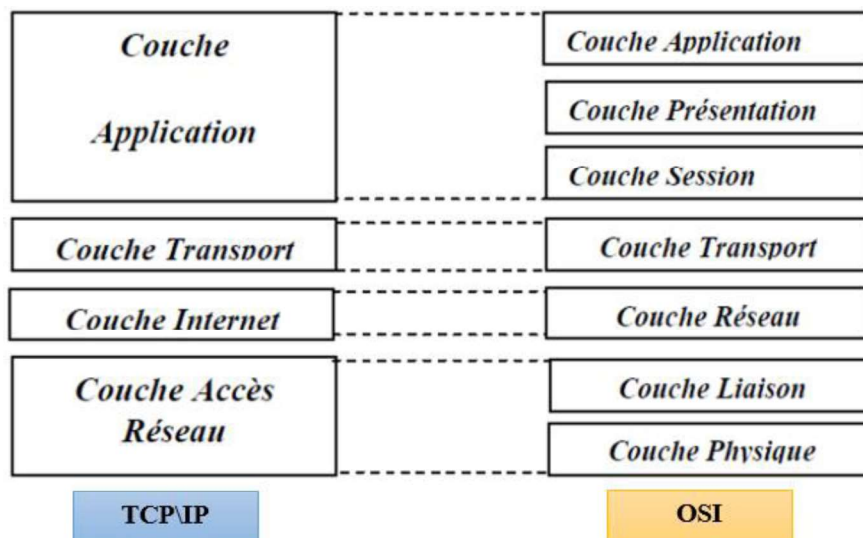 Couche
Application
Couche Transport
Couche Internet
Couche Accès
Réseau
TCP\IP
Couche Application
Couche Présentation
Couche Session
Couche Transport
Couche Réseau
Couche Liaison
Couche Physique
OSI